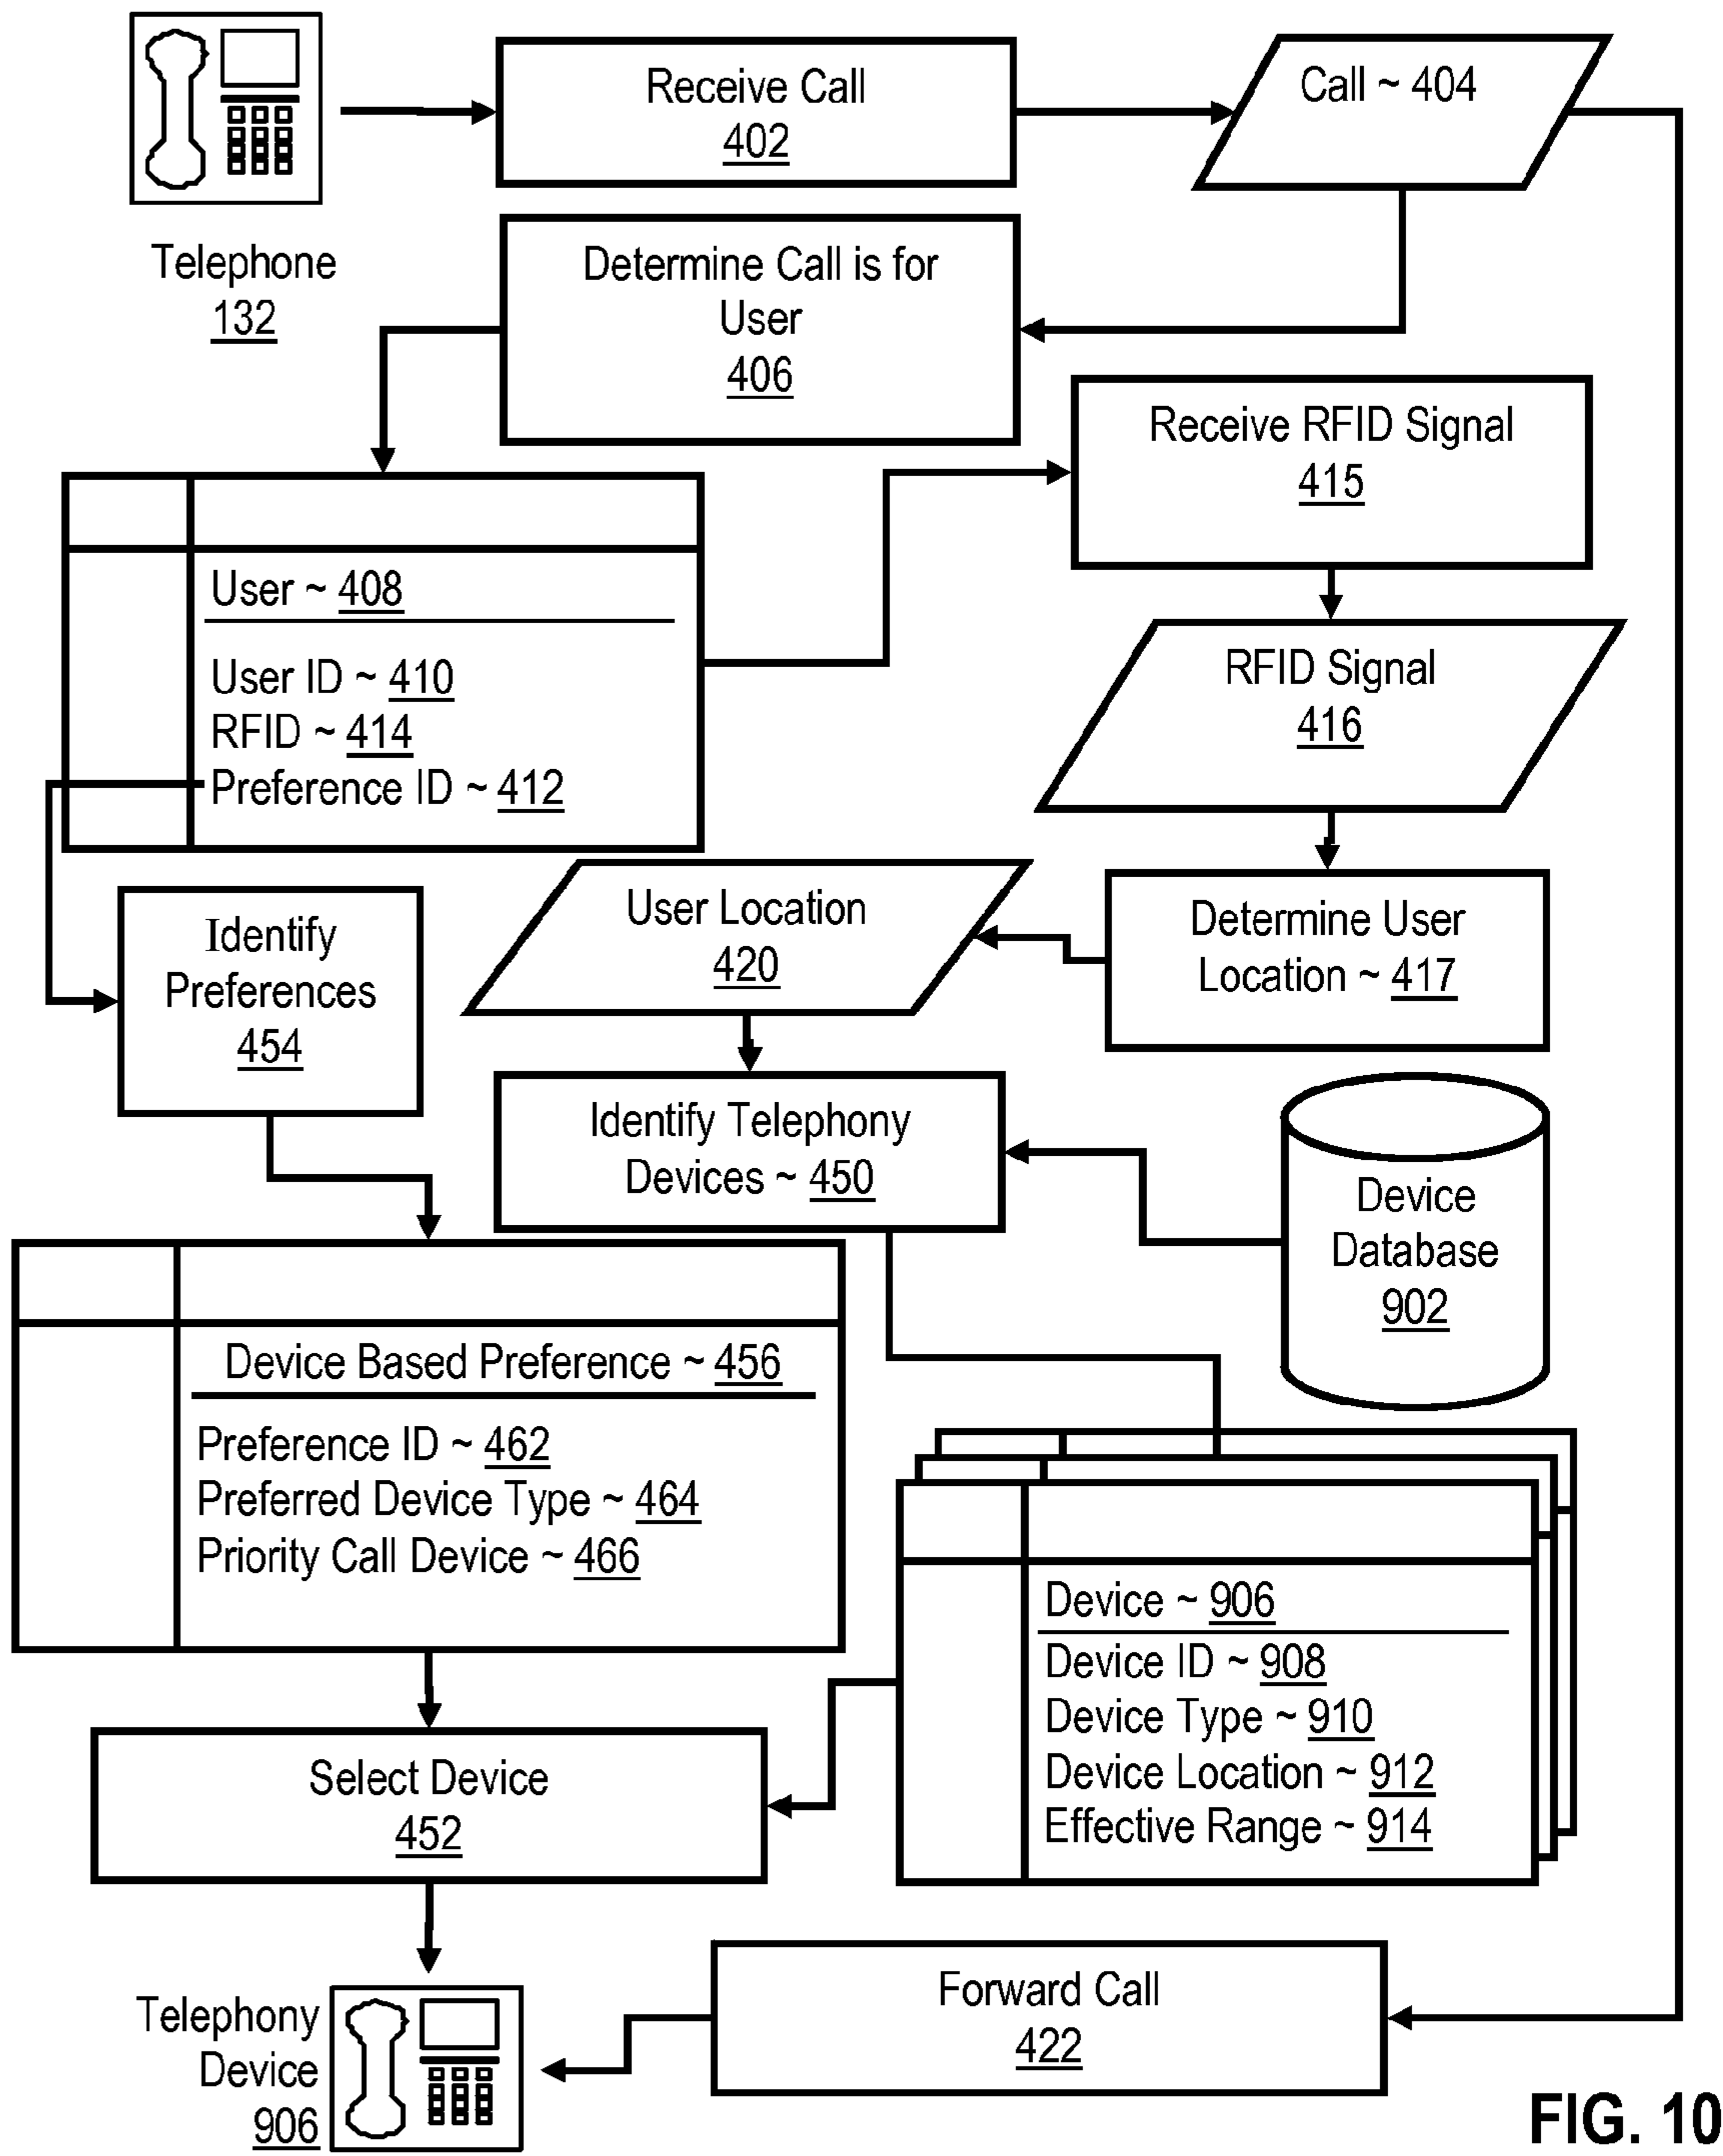 Receive Call
402
Call ~ 404
Telephone
132
Determine Call is for
User
406
Receive RFID Signal
415
User ~ 408
User ID ~ 410
RFID ~ 414
Preference ID ~ 412
RFID Signal
416
User Location
420
Determine User
Location ~ 417
Identify
Preferences
454
Identify Telephony
Devices ~ 450
Device
Database
902
Device Based Preference ~ 456
Preference ID ~ 462
Preferred Device Type ~ 464
Priority Call Device ~ 466
Device ~ 906
Device ID ~ 908
Device Type ~ 910
Device Location ~ 912
Effective Range ~ 914
Select Device
452
Forward Call
422
Telephony
Device
906
FIG. 10